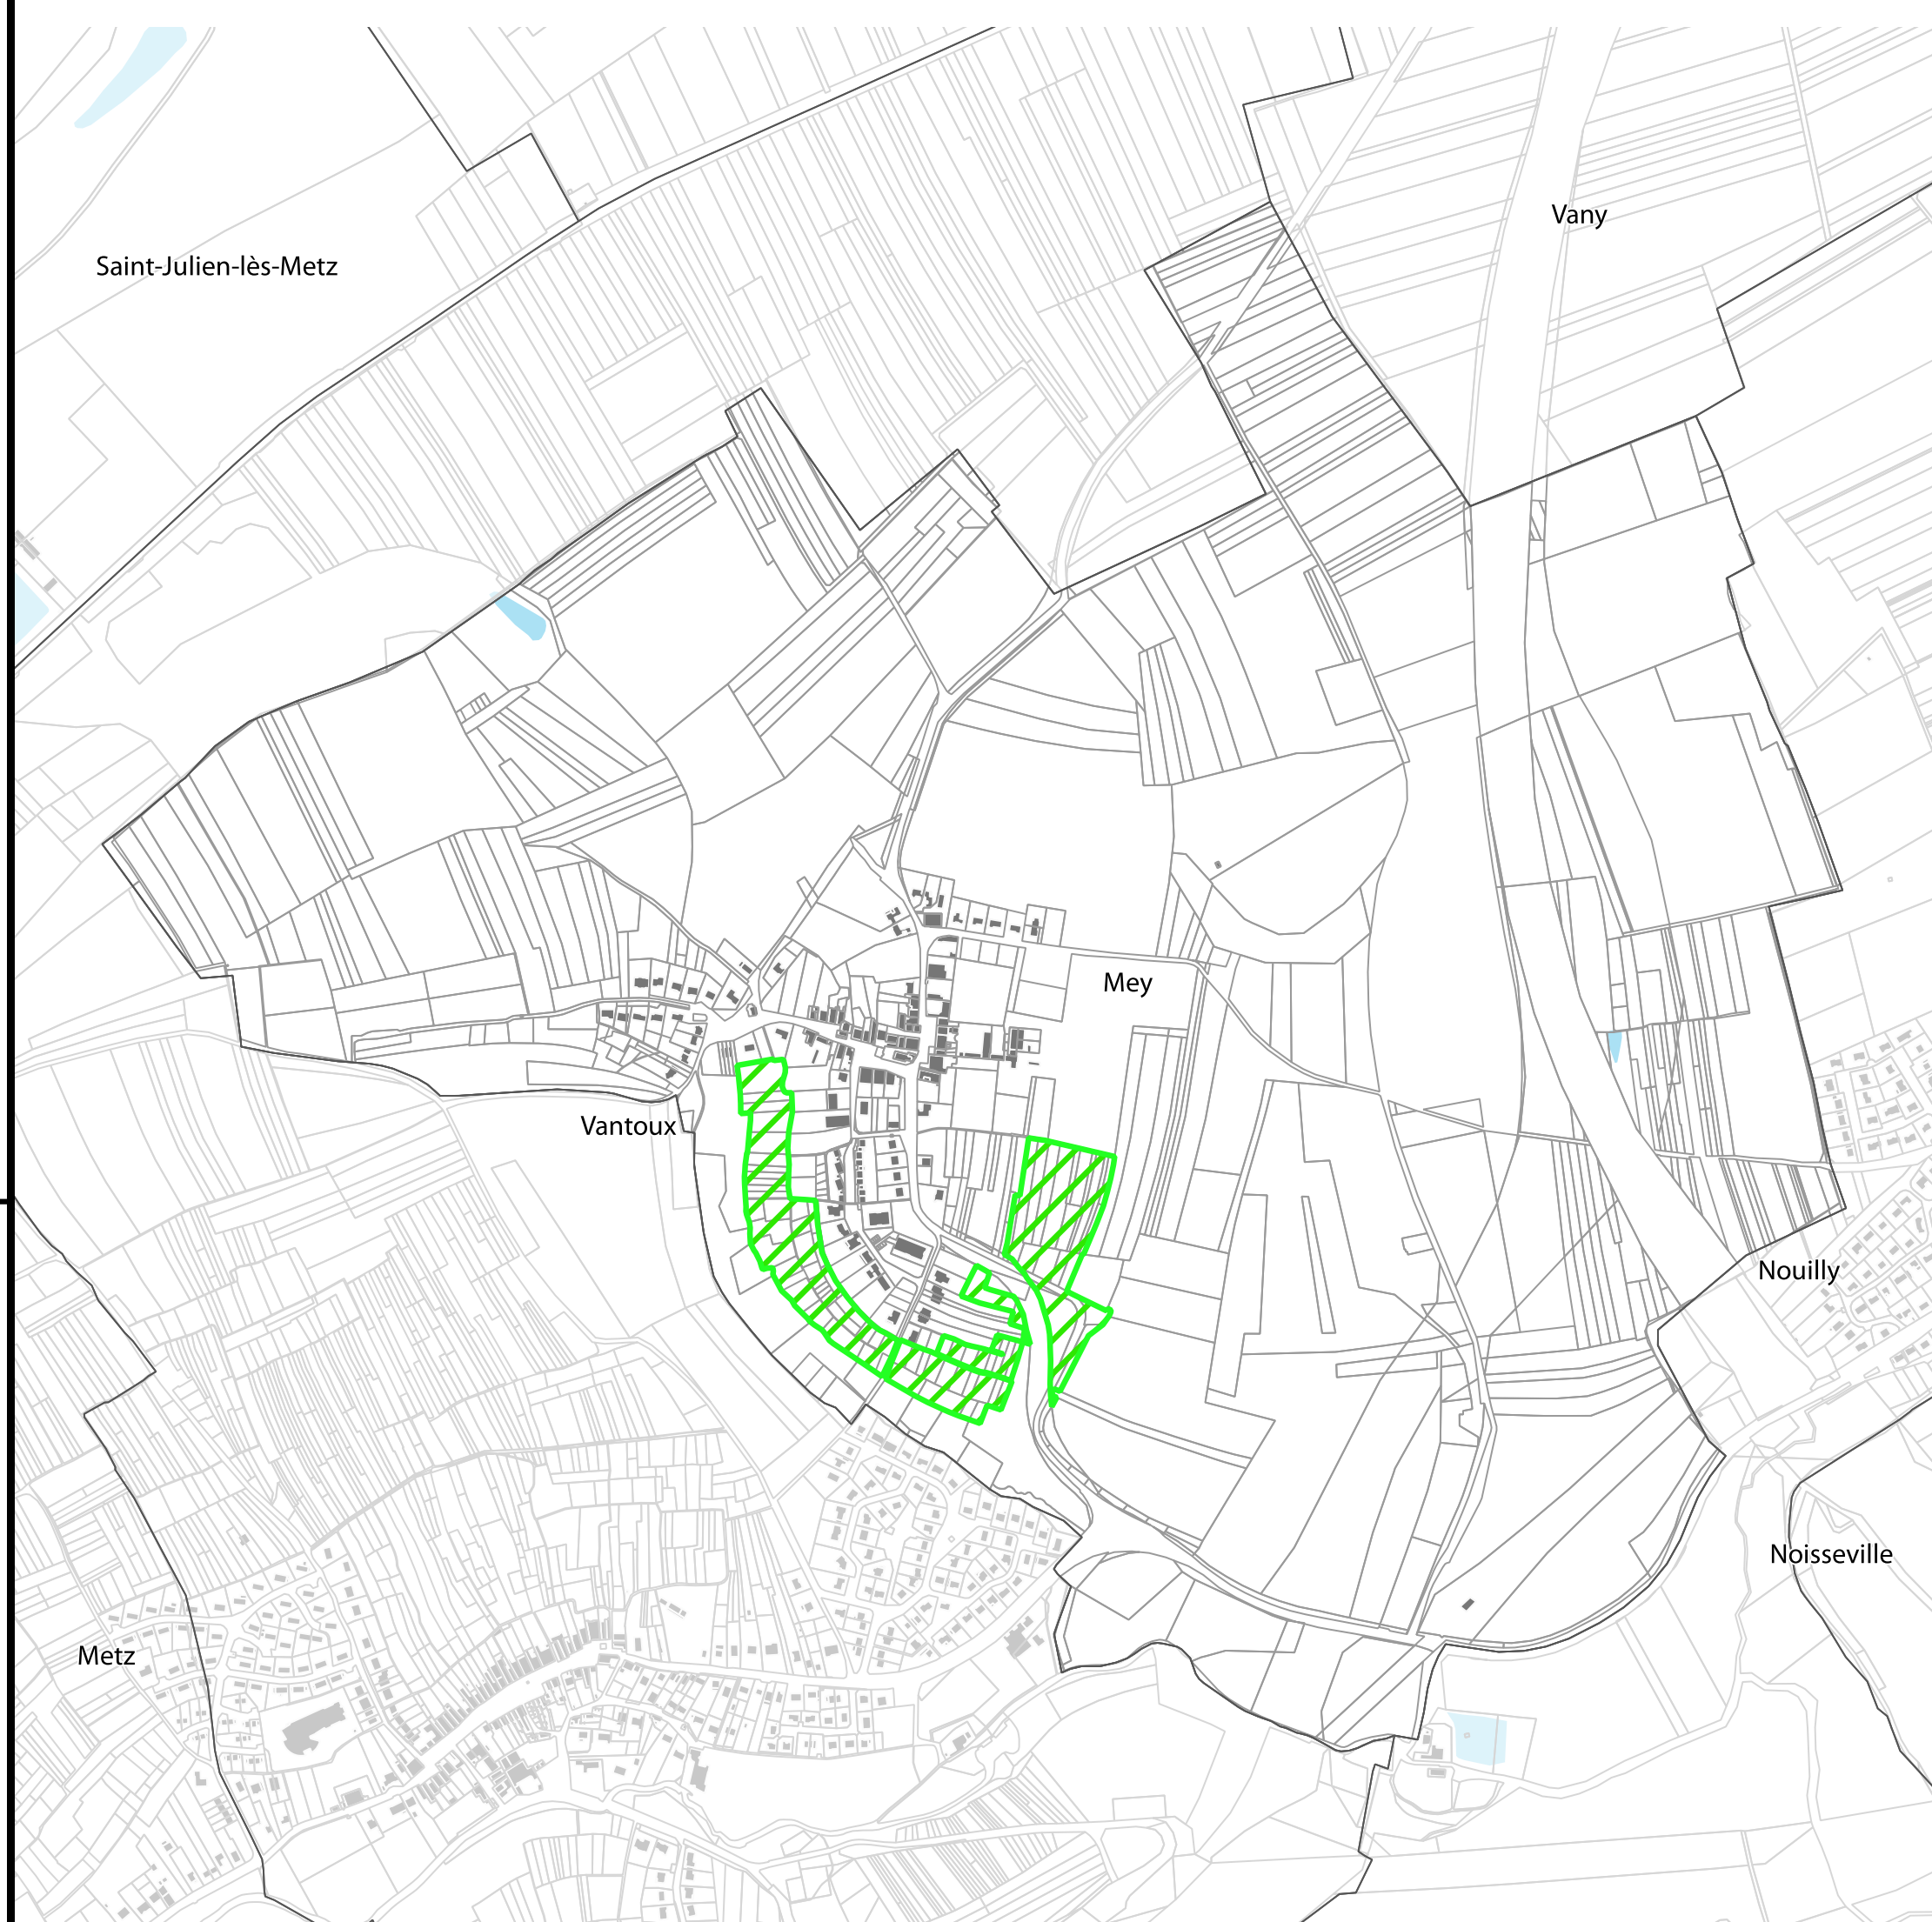 Vany
Saint-Julien-lès-Metz
Mey
Vantoux
Nouilly
Noisseville
Metz